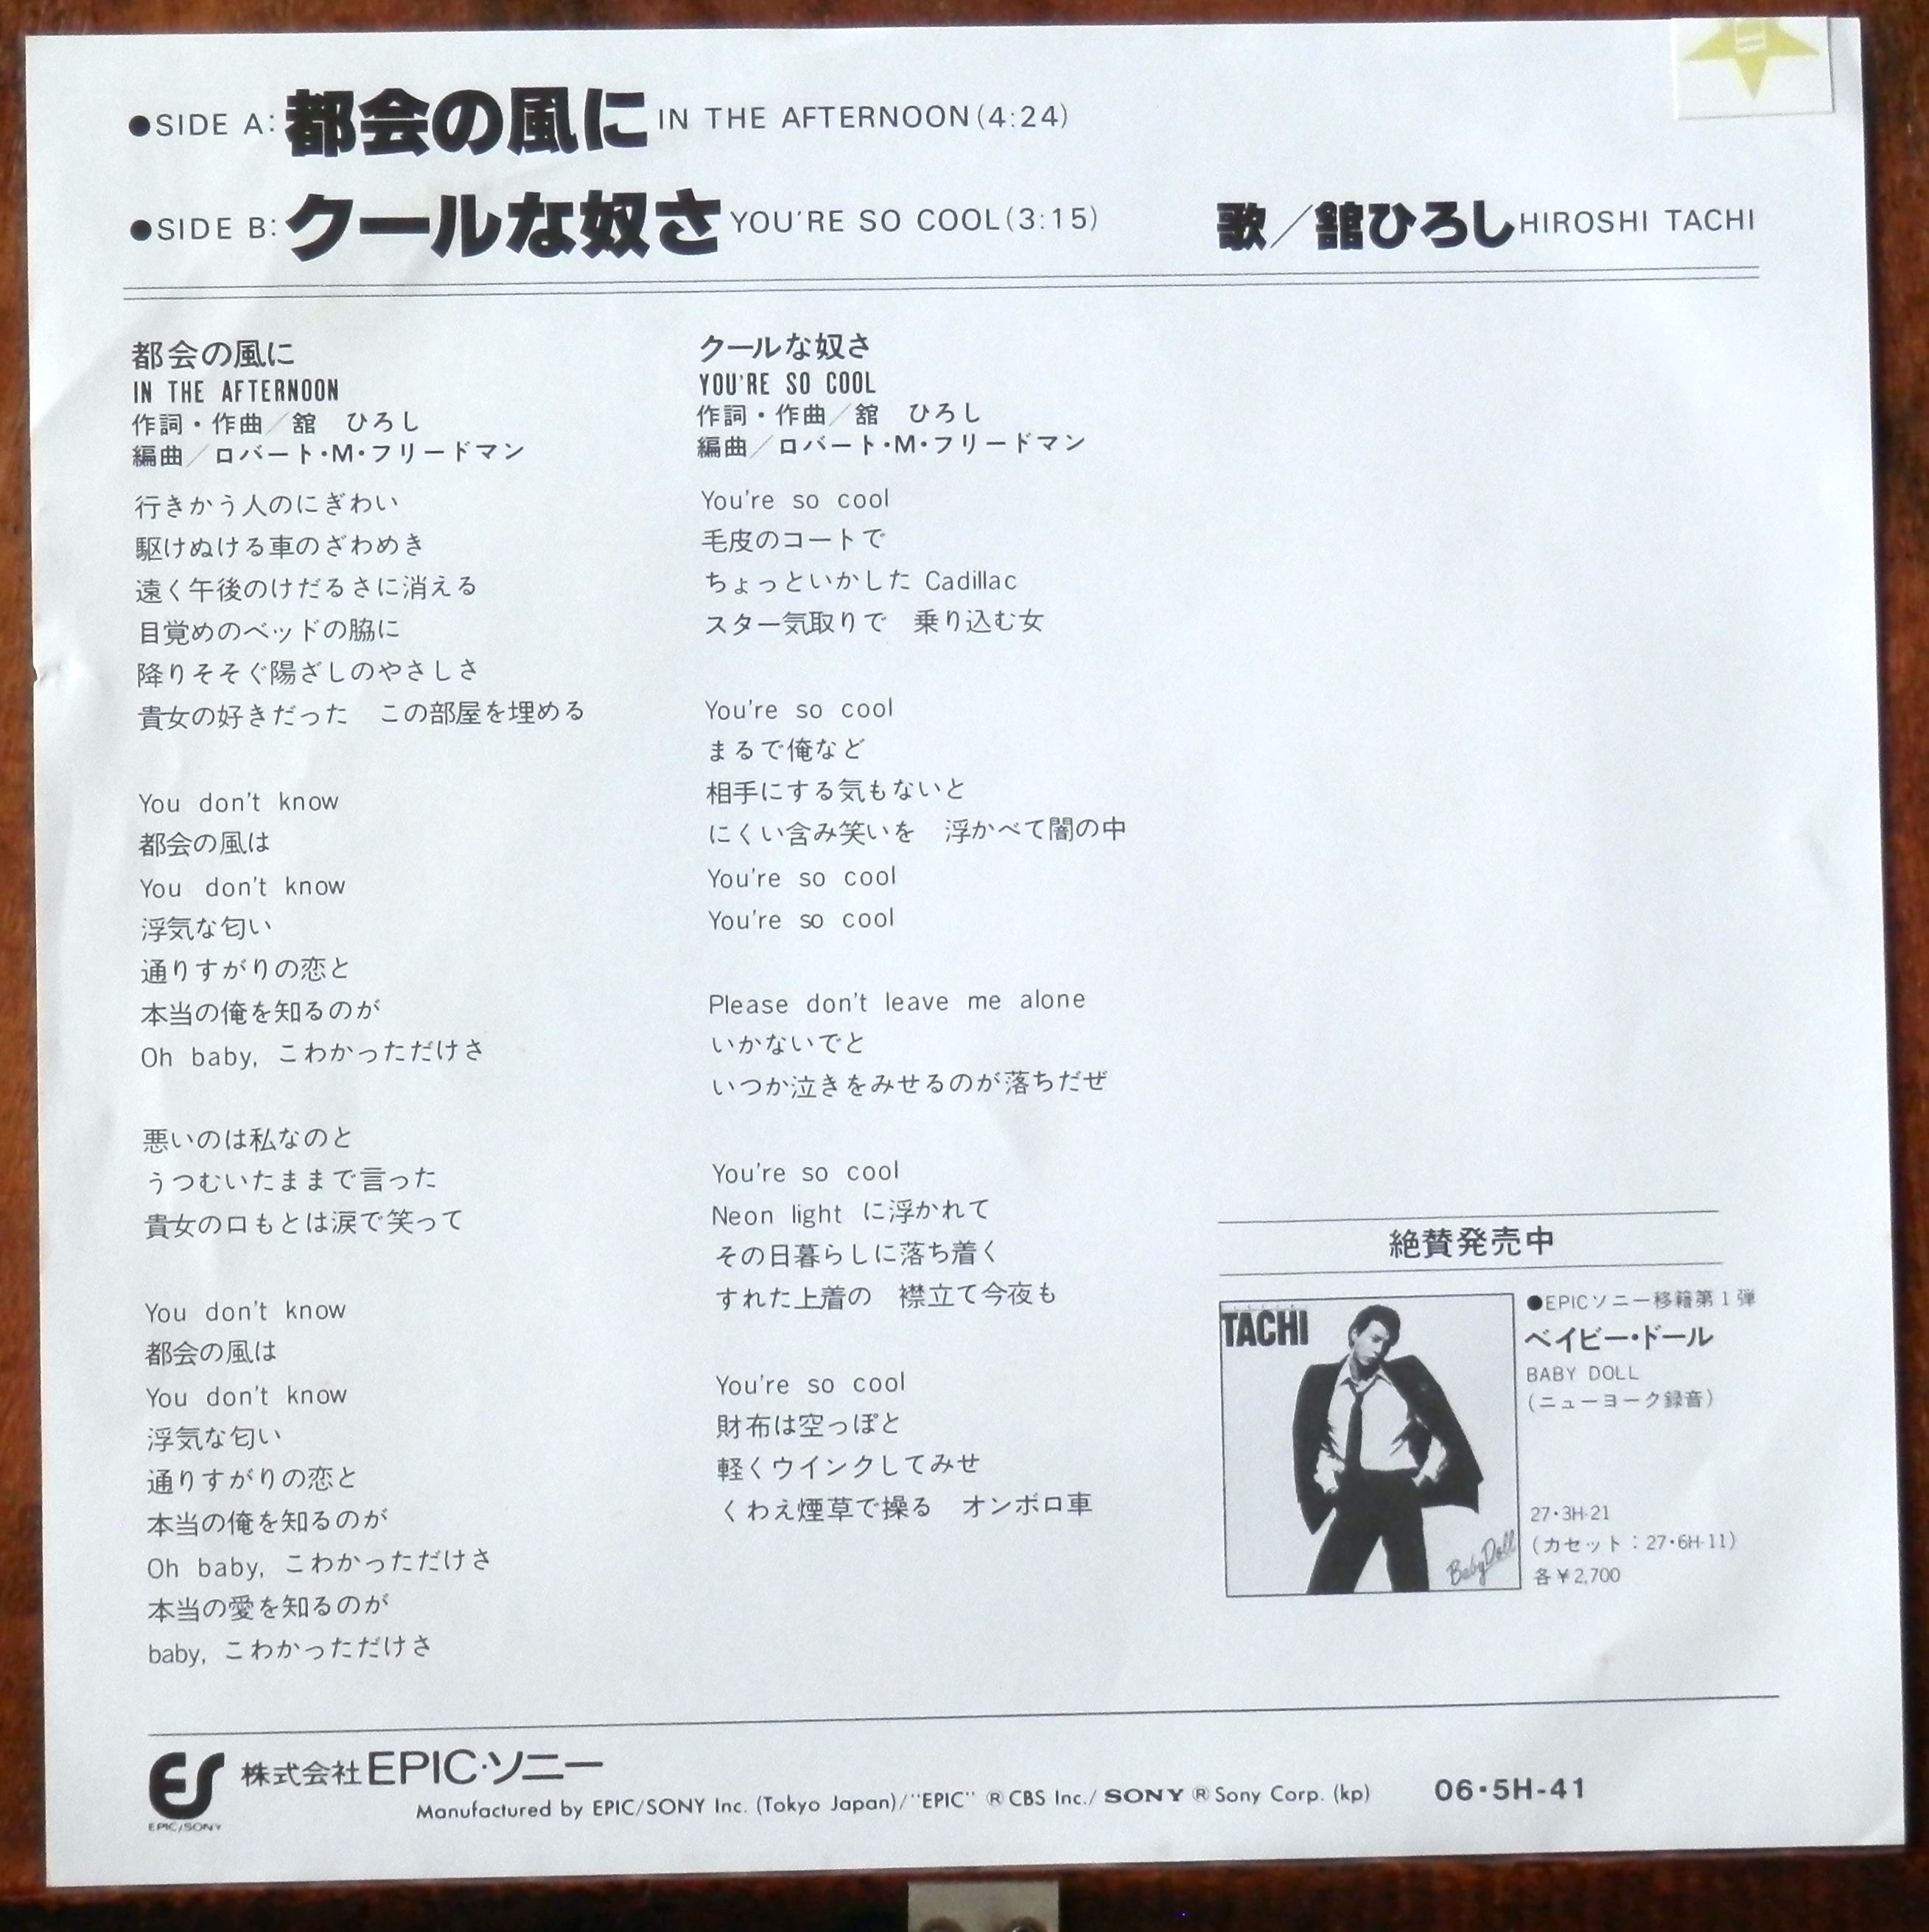 ●SIDE A:都会の風に IN THE AFTERNOON(4:24)
●SIDE B:クールな奴さ YOU'RE SO COOL(3:15)
歌／舘ひろし HIROSHI TACHI
都会の風に
IN THE AFTERNOON
作詞・作曲／舘　ひろし
編曲／ロバート・M・フリードマン
行きかう人のにぎわい
駆けぬける車のざわめき
遠く午後のけだるさに消える
目覚めのベッドの脇に
降りそそぐ陽ざしのやさしさ
貴女の好きだった　この部屋を埋める
You don't know
都会の風は
You don't know
浮気な匂い
通りすがりの恋と
本当の俺を知るのが
Oh baby, こわかっただけさ
悪いのは私なのと
うつむいたままで言った
貴女の口もとは涙で笑って
You don't know
都会の風は
You don't know
浮気な匂い
通りすがりの恋と
本当の俺を知るのが
Oh baby, こわかっただけさ
本当の愛を知るのが
baby, こわかっただけさ
クールな奴さ
YOU'RE SO COOL
作詞・作曲／舘　ひろし
編曲／ロバート・M・フリードマン
You're so cool
毛皮のコートで
ちょっといかした Cadillac
スター気取りで　乗り込む女
You're so cool
まるで俺など
相手にする気もないと
にくい含み笑いを　浮かべて闇の中
You're so cool
You're so cool
Please don't leave me alone
いかないでと
いつか泣きをみせるのが落ちだぜ
You're so cool
Neon light に浮かれて
その日暮らしに落ち着く
すれた上着の　襟立て今夜も
You're so cool
財布は空っぽと
軽くウインクしてみせ
くわえ煙草で操る　オンボロ車
絶賛発売中
TACHI
Baby Doll
●EPICソニー移籍第1弾
ベイビー・ドール
BABY DOLL
(ニューヨーク録音)
27・3H-21
(カセット：27・6H-11)
各￥2,700
ES
EPIC/SONY
株式会社EPIC・ソニー
Manufactured by EPIC/SONY Inc. (Tokyo Japan)/"EPIC" ® CBS Inc./ SONY ® Sony Corp. (kp)
06・5H-41